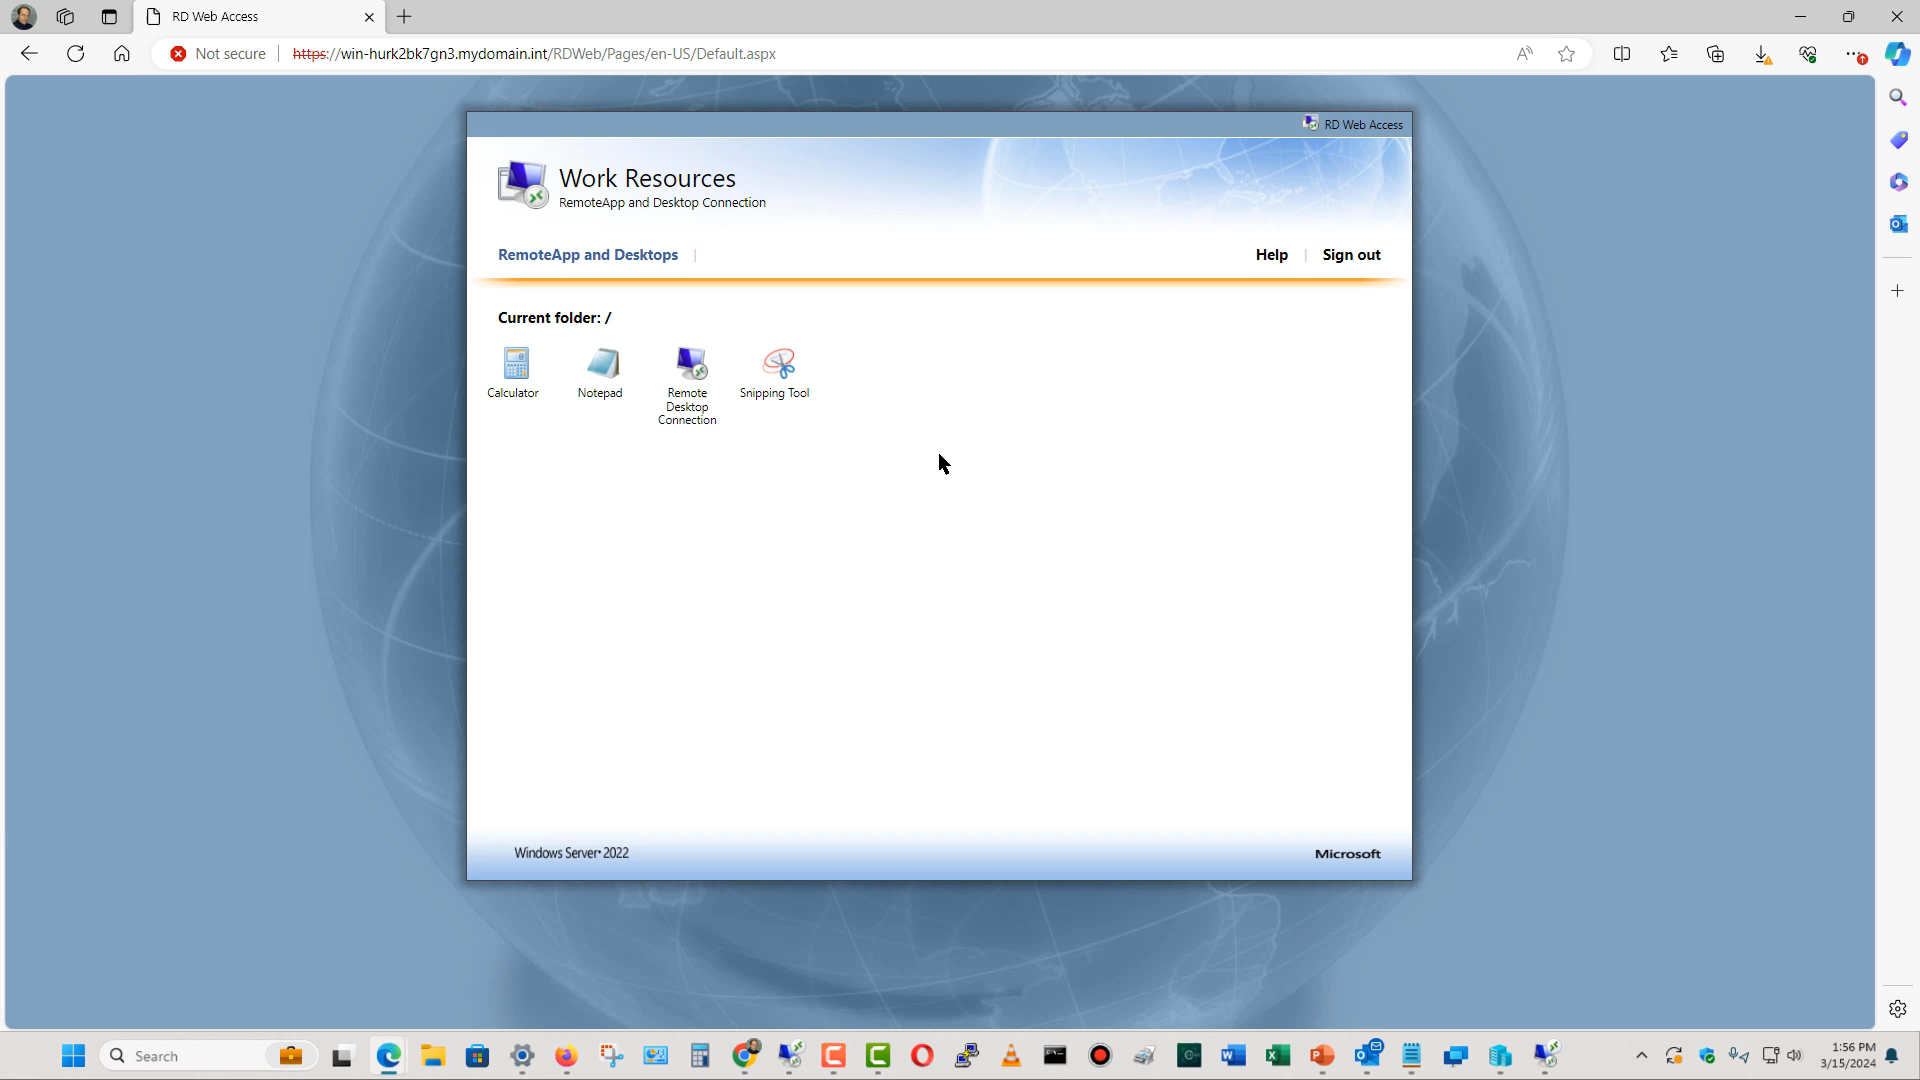 RD Web Access
Not secure
https://win-hurk2bk7gn3.mydomain.int/RDWeb/Pages/en-US/Default.aspx
RD Web Access
Work Resources
RemoteApp and Desktop Connection
RemoteApp and Desktops
Help
Sign out
Current folder: /
Calculator
Notepad
Remote
Desktop
Connection
Snipping Tool
Windows Server 2022
Microsoft
Search
1:56 PM
3/15/2024